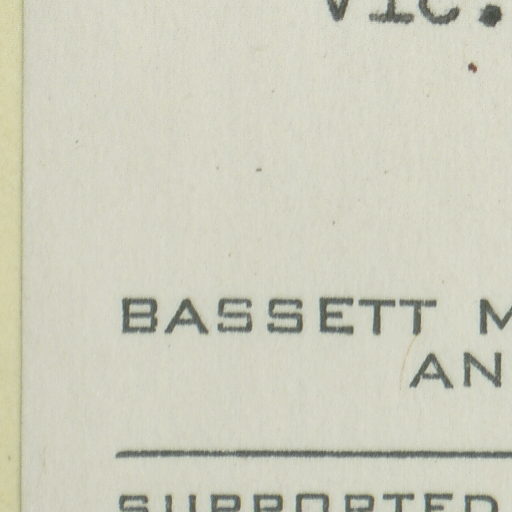 Vic.
BASSETT M
AN
SUPPORTED